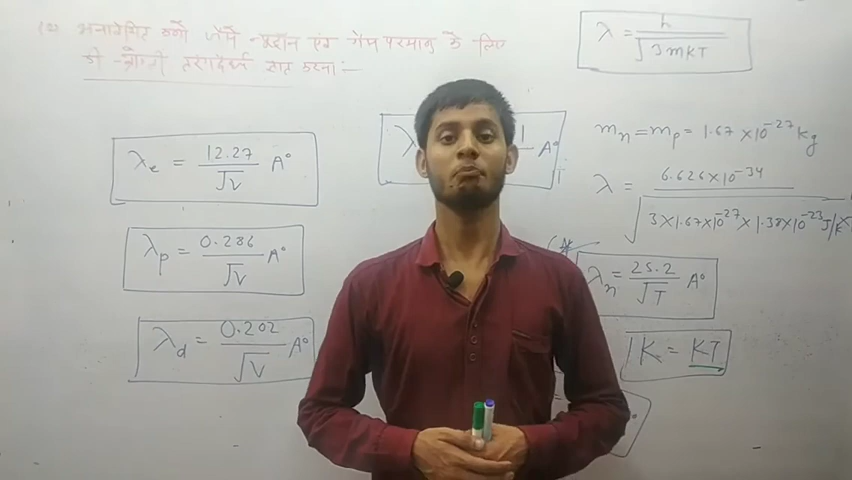 अनावेशित कणों जैसे - न्यूट्रॉन एवं गैस परमाणु के लिए
डी-ब्रोग्ली तरंगदैर्ध्य ज्ञात करना :-
λ = h / √3mKT
λe = 12.27 / √V A°
λp = 0.286 / √V A°
λd = 0.202 / √V A°
λ
A°
mn = mp = 1.67 × 10^-27 kg
λ = 6.626 × 10^-34 / √3 × 1.67 × 10^-27 × 1.38 × 10^-23 J/K
λn = 25.2 / √T A°
K = KT